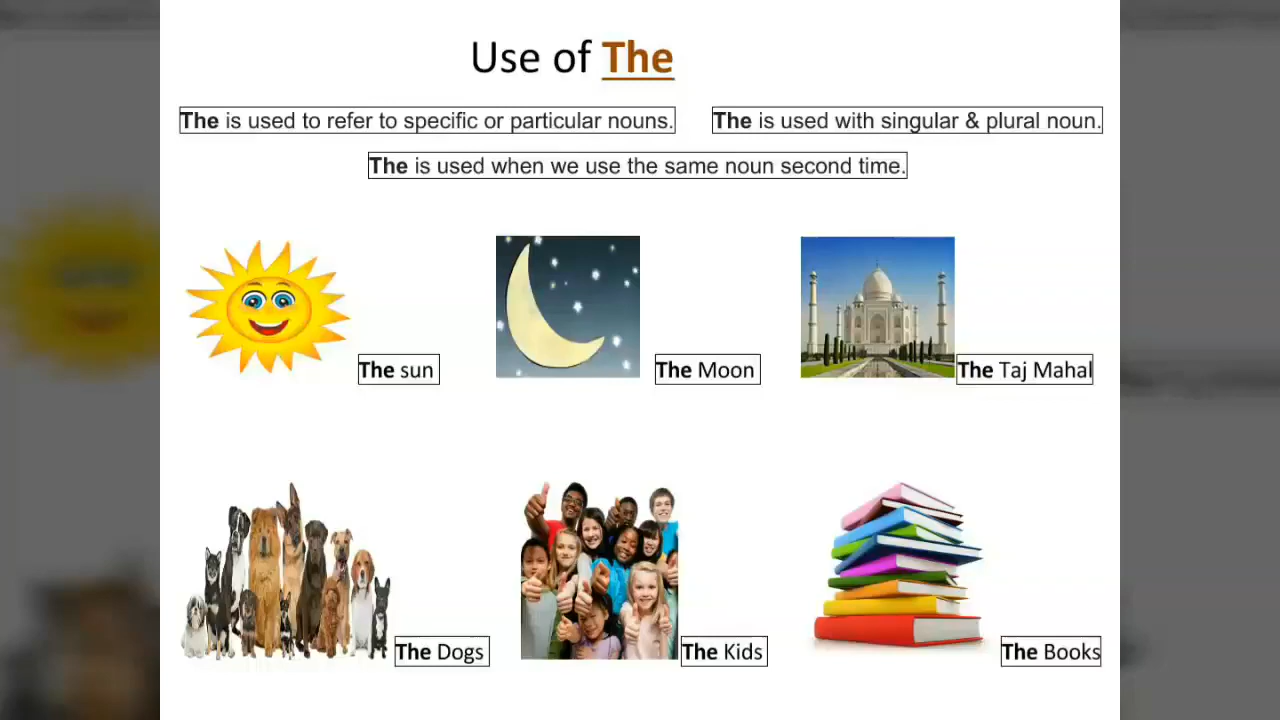 Use of The
The is used to refer to specific or particular nouns.
The is used with singular & plural noun.
The is used when we use the same noun second time.
The sun
The Moon
The Taj Mahal
The Dogs
The Kids
The Books